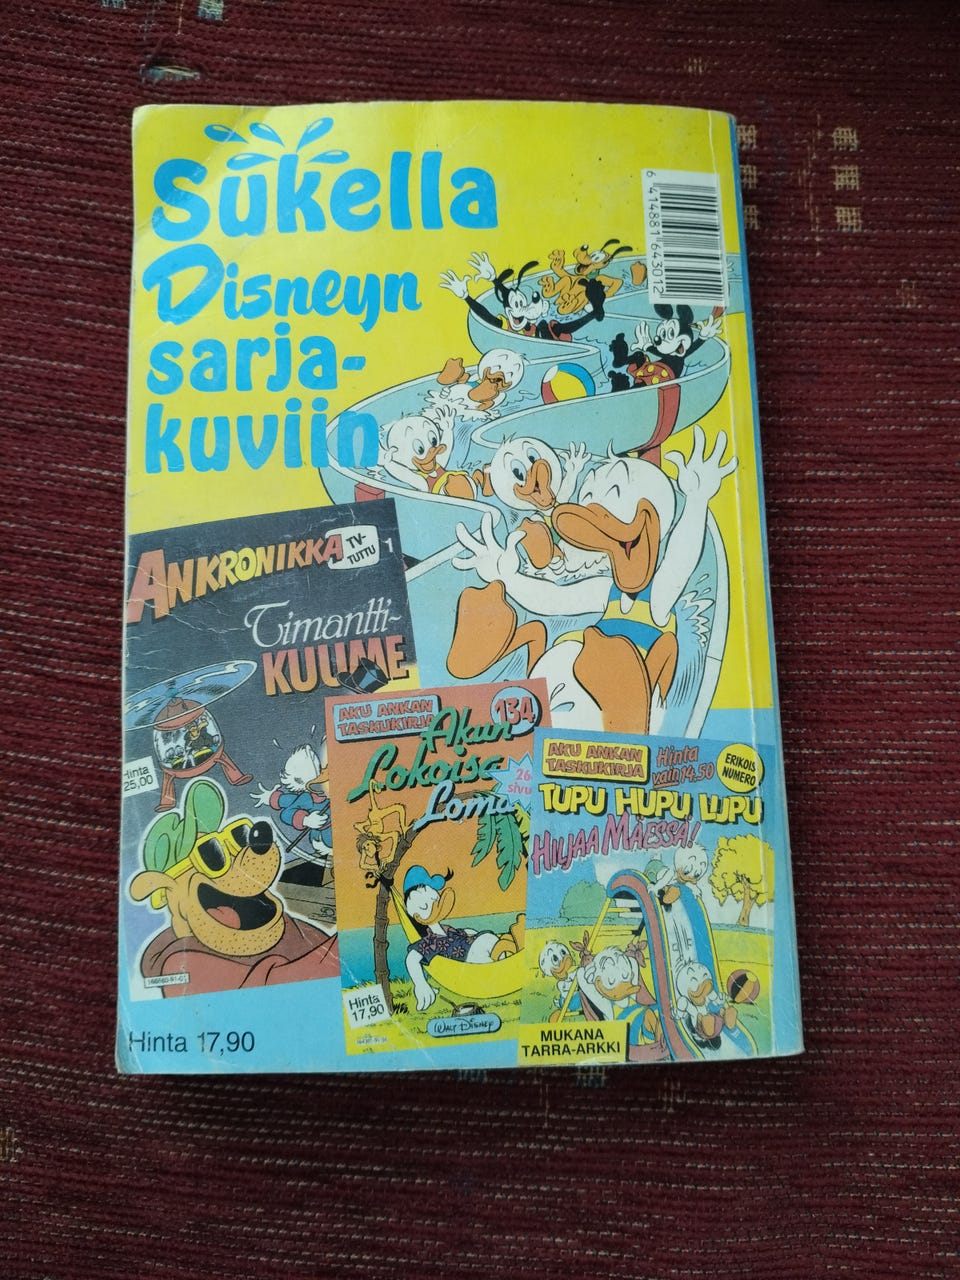 Sukella
Disneyn
sarja-
kuviin
6 414881 643012
ANKRONIKKA
TV-
TUTTU
1
Timantti-
KUUME
Hinta
25,00
AKU ANKAN
TASKUKIRJA
134
Akun
Lokoisa
Loma
26
sivu
Hinta
17,90
WALT DISNEY
AKU ANKAN
TASKUKIRJA
Hinta
vain 14,50
ERIKOIS
NUMERO
TUPU HUPU LUPU
HILJAA MÄESSÄ!
MUKANA
TARRA-ARKKI
Hinta 17,90